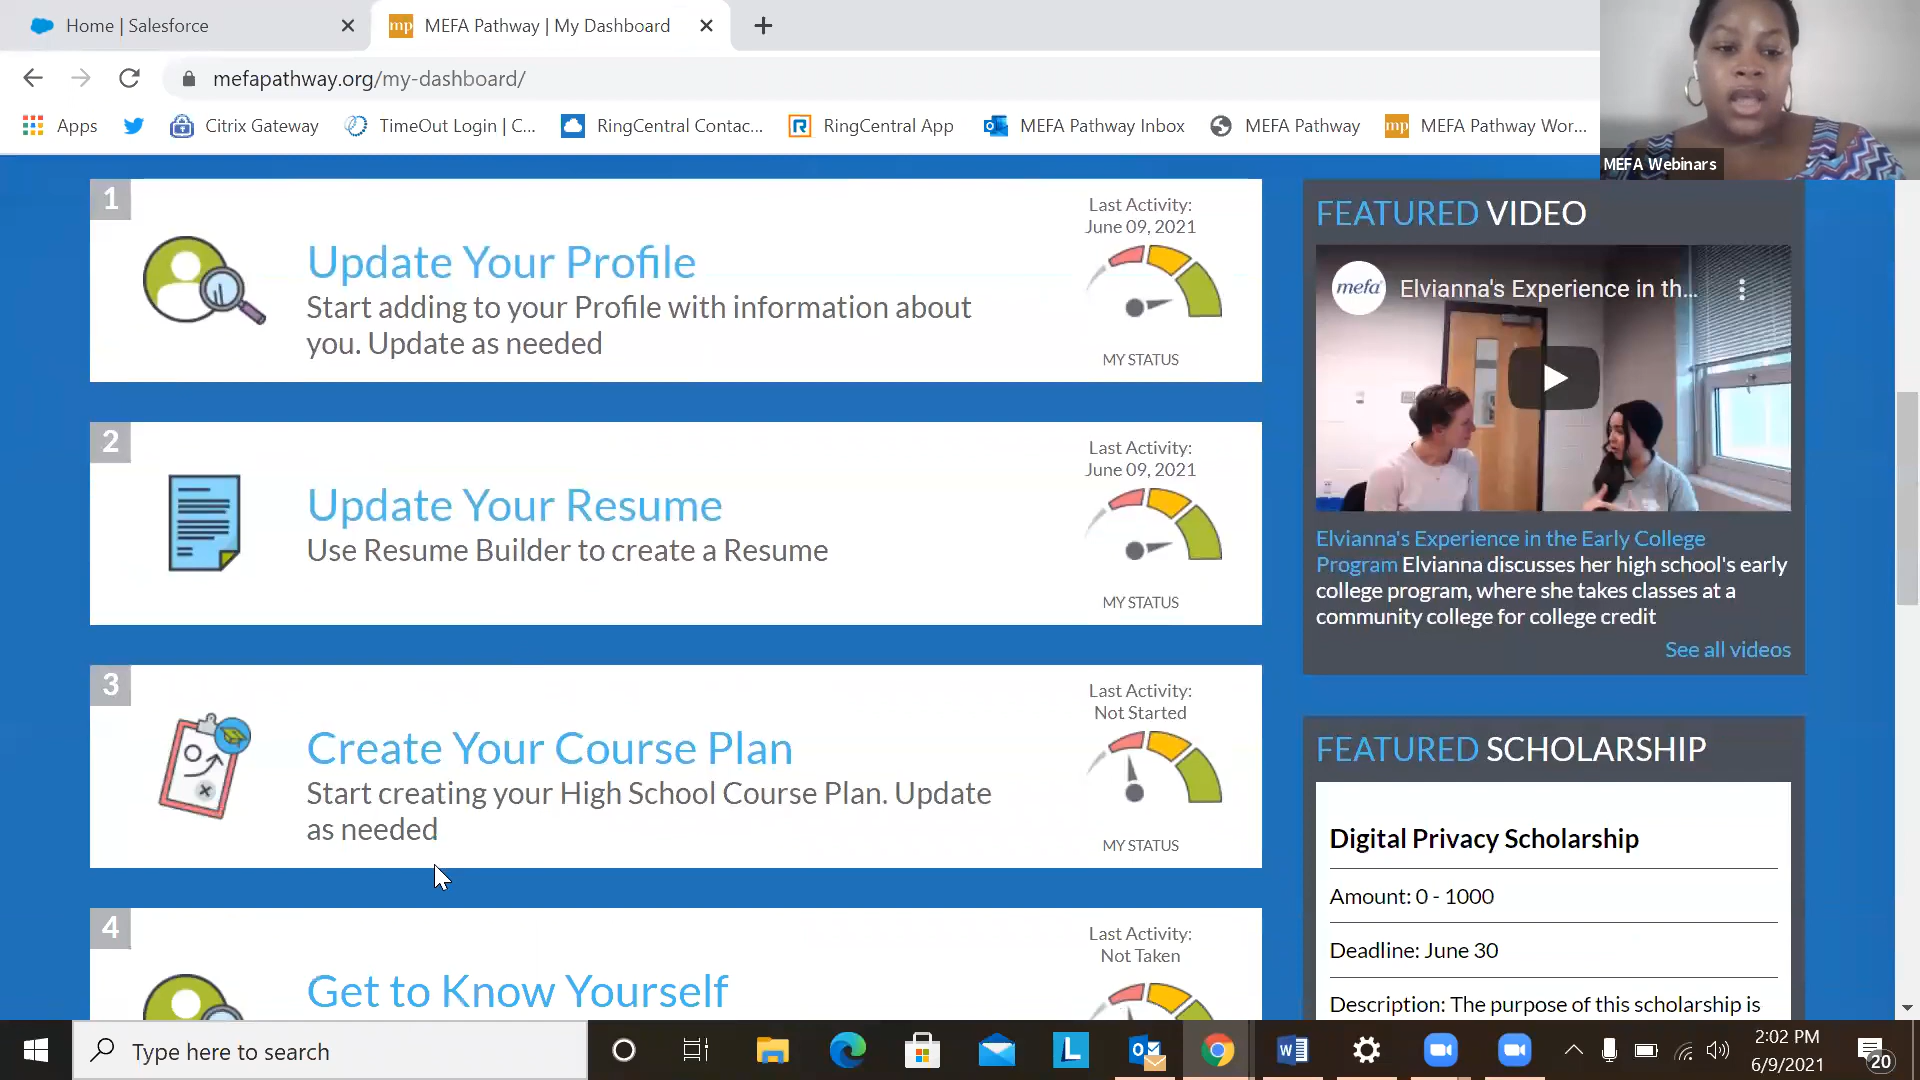 Home | Salesforce
mp MEFA Pathway | My Dashboard
mefapathway.org/my-dashboard/
Apps Citrix Gateway TimeOut Login | C... RingCentral Contac... R RingCentral App MEFA Pathway Inbox MEFA Pathway mp MEFA Pathway Wor...
MEFA Webinars
1
Last Activity:
June 09, 2021
Update Your Profile
Start adding to your Profile with information about
you. Update as needed
MY STATUS
2
Last Activity:
June 09, 2021
Update Your Resume
Use Resume Builder to create a Resume
MY STATUS
3
Last Activity:
Not Started
Create Your Course Plan
Start creating your High School Course Plan. Update
as needed
MY STATUS
4
Last Activity:
Not Taken
Get to Know Yourself
FEATURED VIDEO
mefa Elvianna's Experience in th...
Elvianna's Experience in the Early College
Program Elvianna discusses her high school's early
college program, where she takes classes at a
community college for college credit
See all videos
FEATURED SCHOLARSHIP
Digital Privacy Scholarship
Amount: 0 - 1000
Deadline: June 30
Description: The purpose of this scholarship is
Type here to search
L
2:02 PM
6/9/2021
20